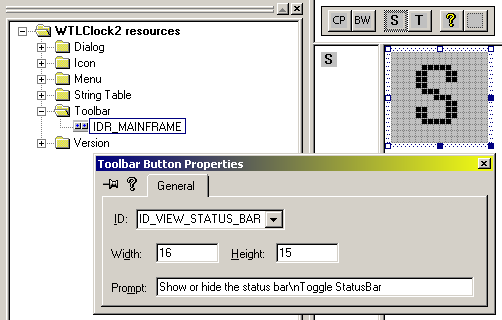 WTLClock2 resources
Dialog
Icon
Menu
String Table
Toolbar
IDR_MAINFRAME
Version
CP BW S T ?
S
S
Toolbar Button Properties
? General
ID: ID_VIEW_STATUS_BAR
Width: 16 Height: 15
Prompt: Show or hide the status bar\nToggle StatusBar